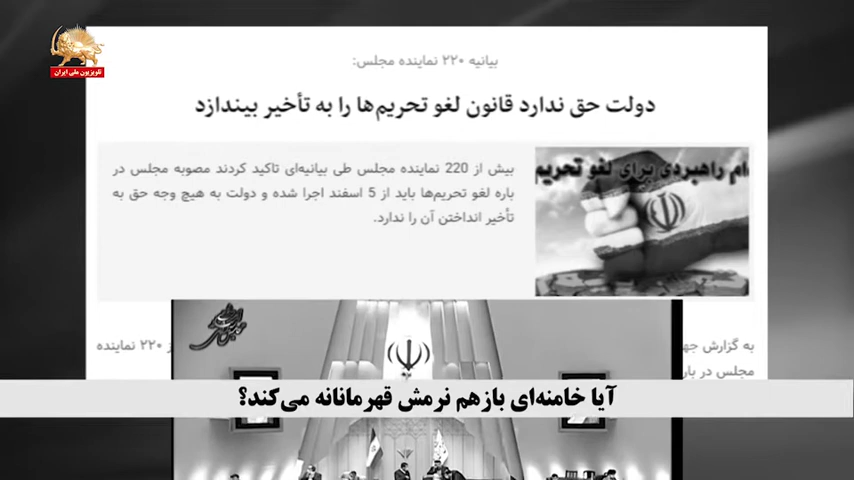 تلویزیون ملی ایران
بیانیه ۲۲۰ نماینده مجلس:
دولت حق ندارد قانون لغو تحریم‌ها را به تأخیر بیندازد
ام راهبردی برای لغو تحریم
بیش از 220 نماینده مجلس طی بیانیه‌ای تاکید کردند مصوبه مجلس در
باره لغو تحریم‌ها باید از 5 اسفند اجرا شده و دولت به هیچ وجه حق به
تأخیر انداختن آن را ندارد.
به گزارش جه
ز ۲۲۰ نماینده
مجلس در بار
آیا خامنه‌ای بازهم نرمش قهرمانانه می‌کند؟